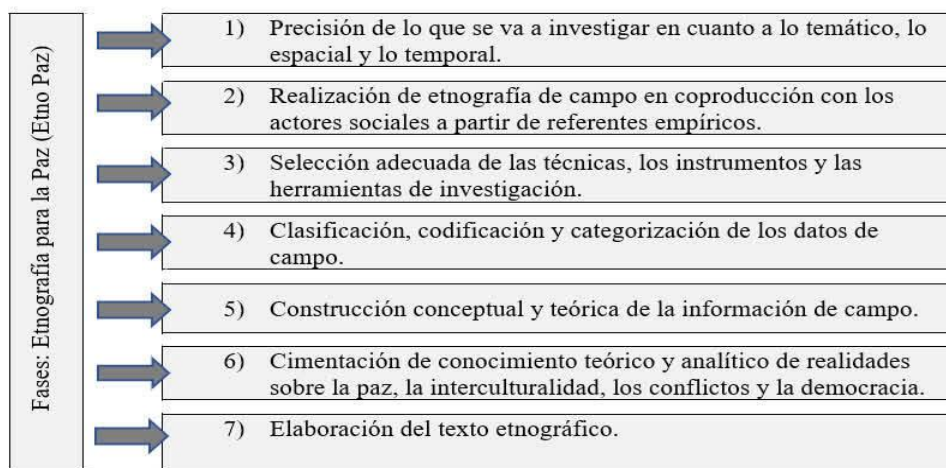 Fases: Etnografía para la Paz (Etno Paz)
1) Precisión de lo que se va a investigar en cuanto a lo temático, lo
espacial y lo temporal.
2) Realización de etnografía de campo en coproducción con los
actores sociales a partir de referentes empíricos.
3) Selección adecuada de las técnicas, los instrumentos y las
herramientas de investigación.
4) Clasificación, codificación y categorización de los datos de
campo.
5) Construcción conceptual y teórica de la información de campo.
6) Cimentación de conocimiento teórico y analítico de realidades
sobre la paz, la interculturalidad, los conflictos y la democracia.
7) Elaboración del texto etnográfico.